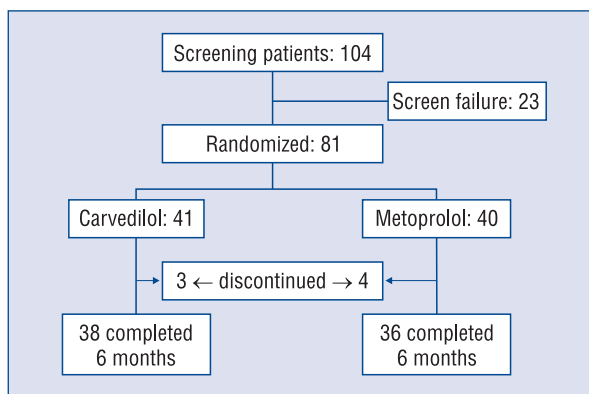 Screening patients: 104
Screen failure: 23
Randomized: 81
Carvedilol: 41
Metoprolol: 40
3 ← discontinued → 4
38 completed
6 months
36 completed
6 months